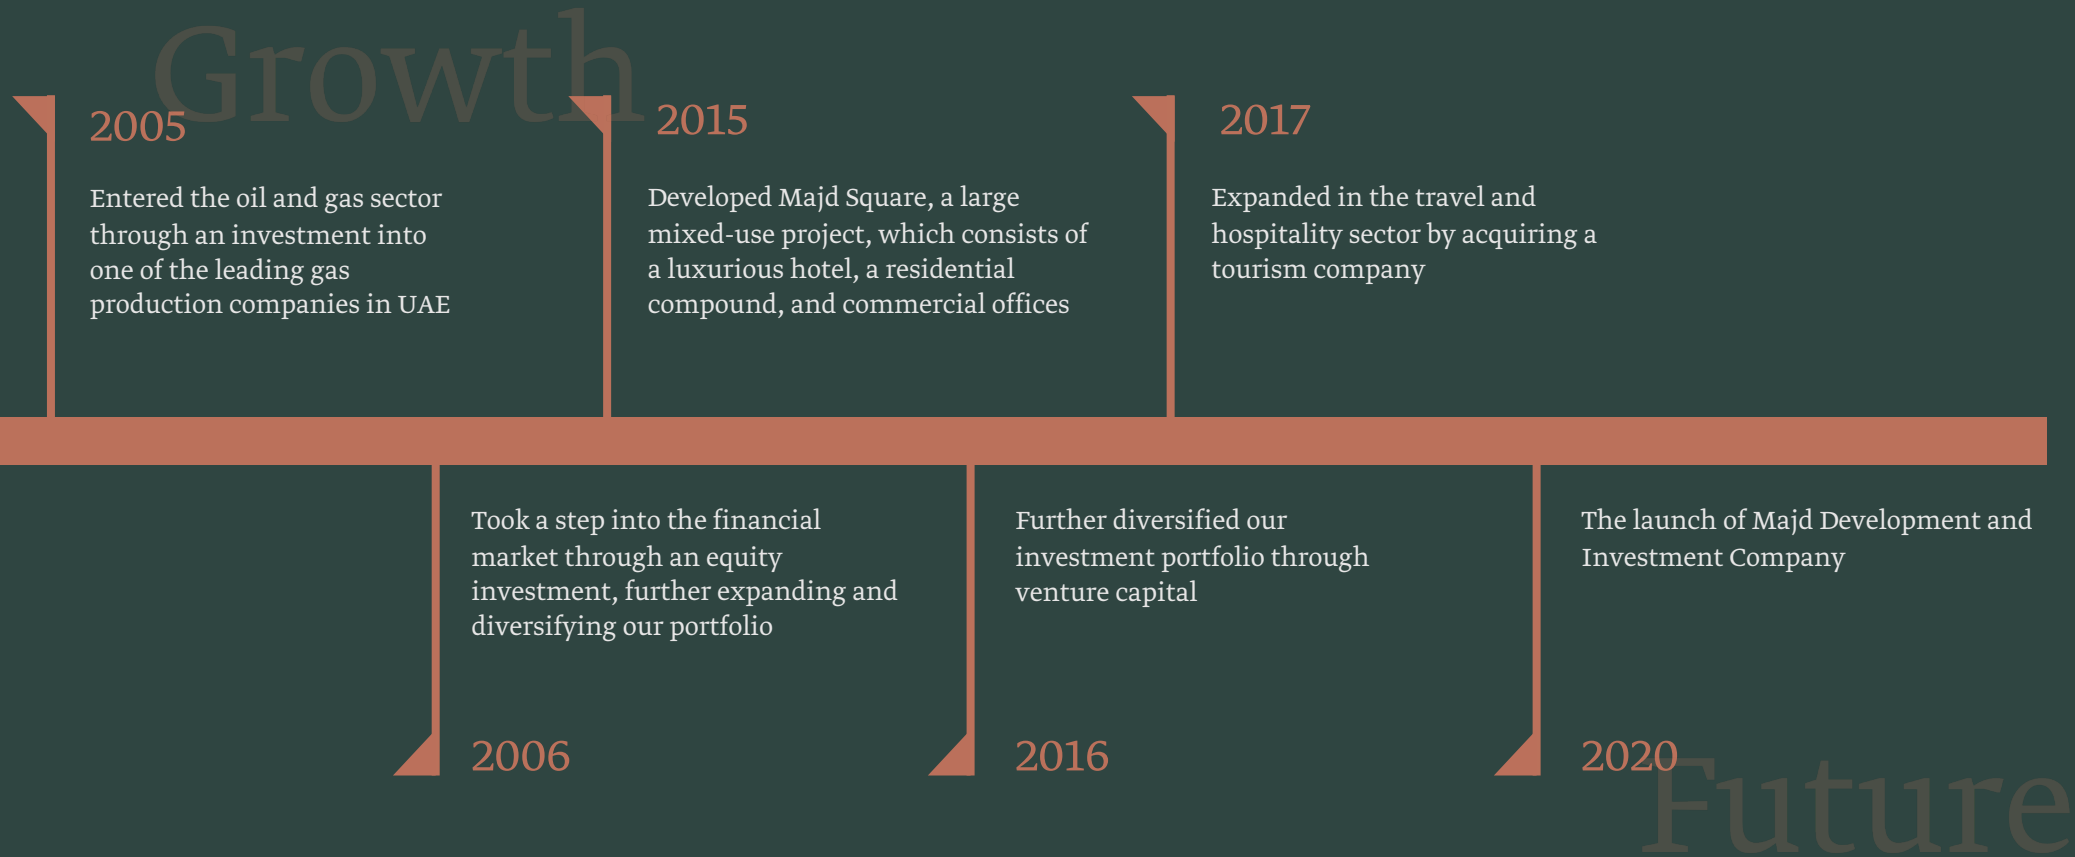 Growth
2005
Entered the oil and gas sector
through an investment into
one of the leading gas
production companies in UAE
2015
Developed Majd Square, a large
mixed-use project, which consists of
a luxurious hotel, a residential
compound, and commercial offices
2017
Expanded in the travel and
hospitality sector by acquiring a
tourism company
Took a step into the financial
market through an equity
investment, further expanding and
diversifying our portfolio
2006
Further diversified our
investment portfolio through
venture capital
2016
The launch of Majd Development and
Investment Company
2020
Future